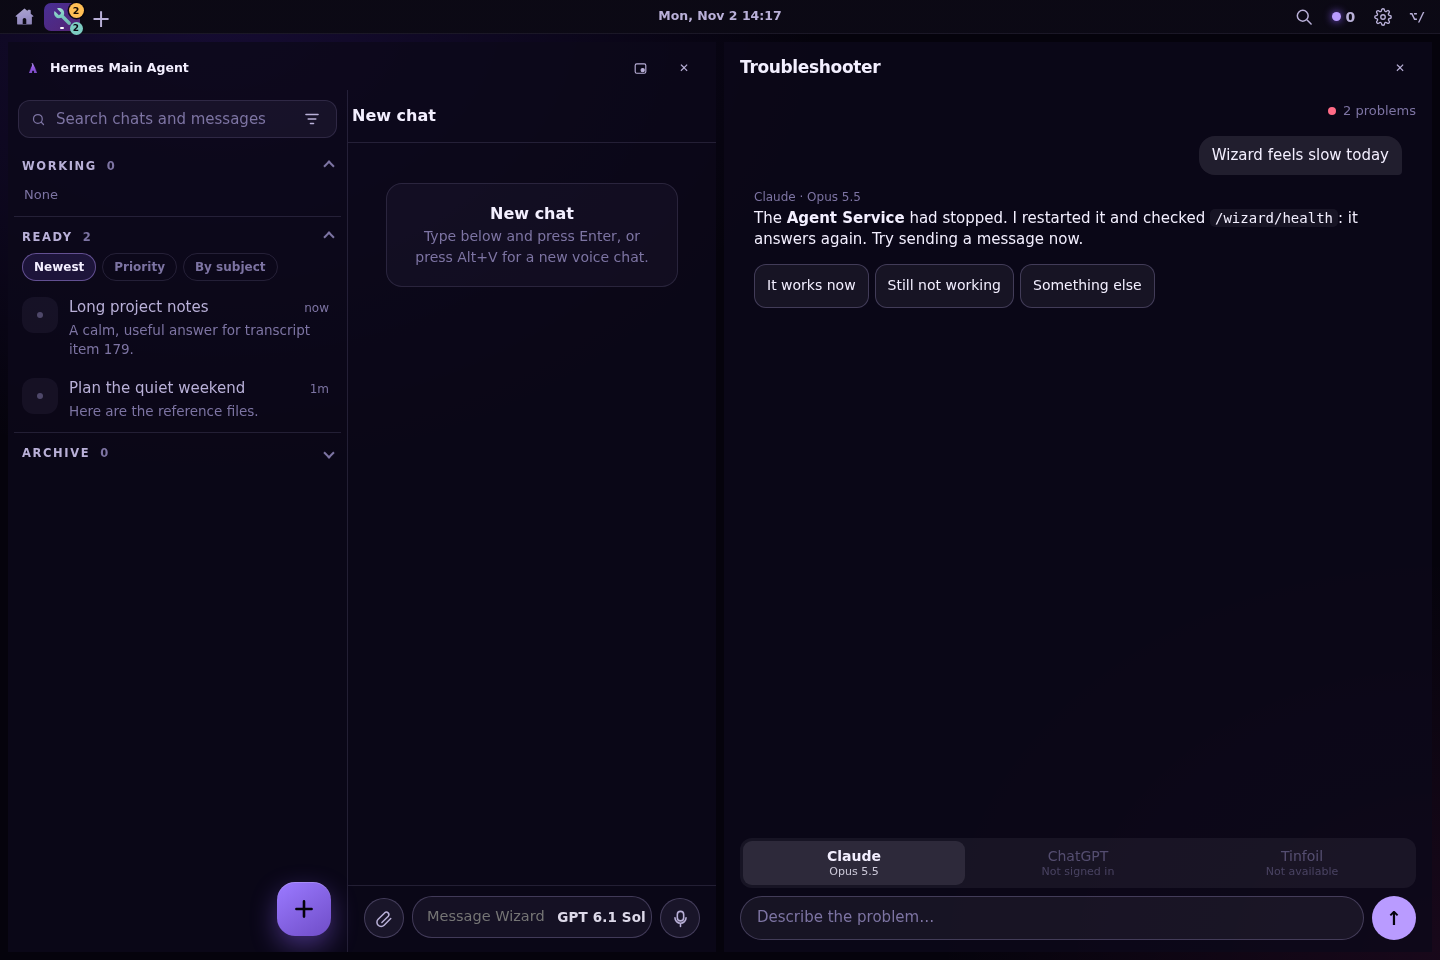 2
2
Mon, Nov 2 14:17
0
⌥/
Hermes Main Agent
Search chats and messages
WORKING 0
None
READY 2
Newest Priority By subject
Long project notes now
A calm, useful answer for transcript
item 179.
Plan the quiet weekend 1m
Here are the reference files.
ARCHIVE 0
New chat
New chat
Type below and press Enter, or
press Alt+V for a new voice chat.
Message Wizard GPT 6.1 Sol
Troubleshooter
2 problems
Wizard feels slow today
Claude · Opus 5.5
The Agent Service had stopped. I restarted it and checked /wizard/health: it
answers again. Try sending a message now.
It works now Still not working Something else
Claude ChatGPT Tinfoil
Opus 5.5 Not signed in Not available
Describe the problem…